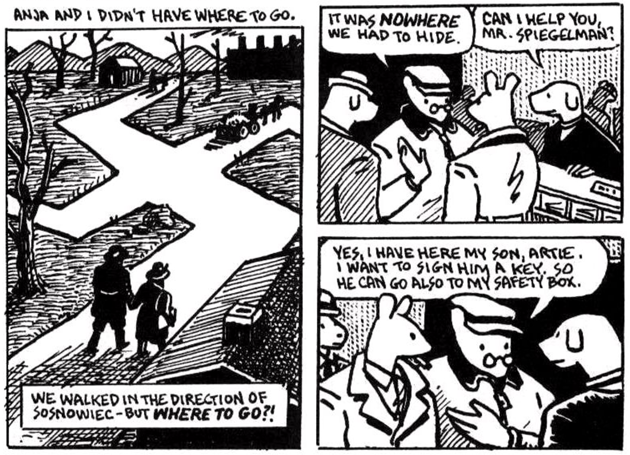 ANJA AND I DIDN'T HAVE WHERE TO GO.
WE WALKED IN THE DIRECTION OF
SOSNOWIEC - BUT WHERE TO GO?!
IT WAS NOWHERE
WE HAD TO HIDE.
CAN I HELP YOU,
MR. SPIEGELMAN?
YES, I HAVE HERE MY SON, ARTIE.
I WANT TO SIGN HIM A KEY, SO
HE CAN GO ALSO TO MY SAFETY BOX.